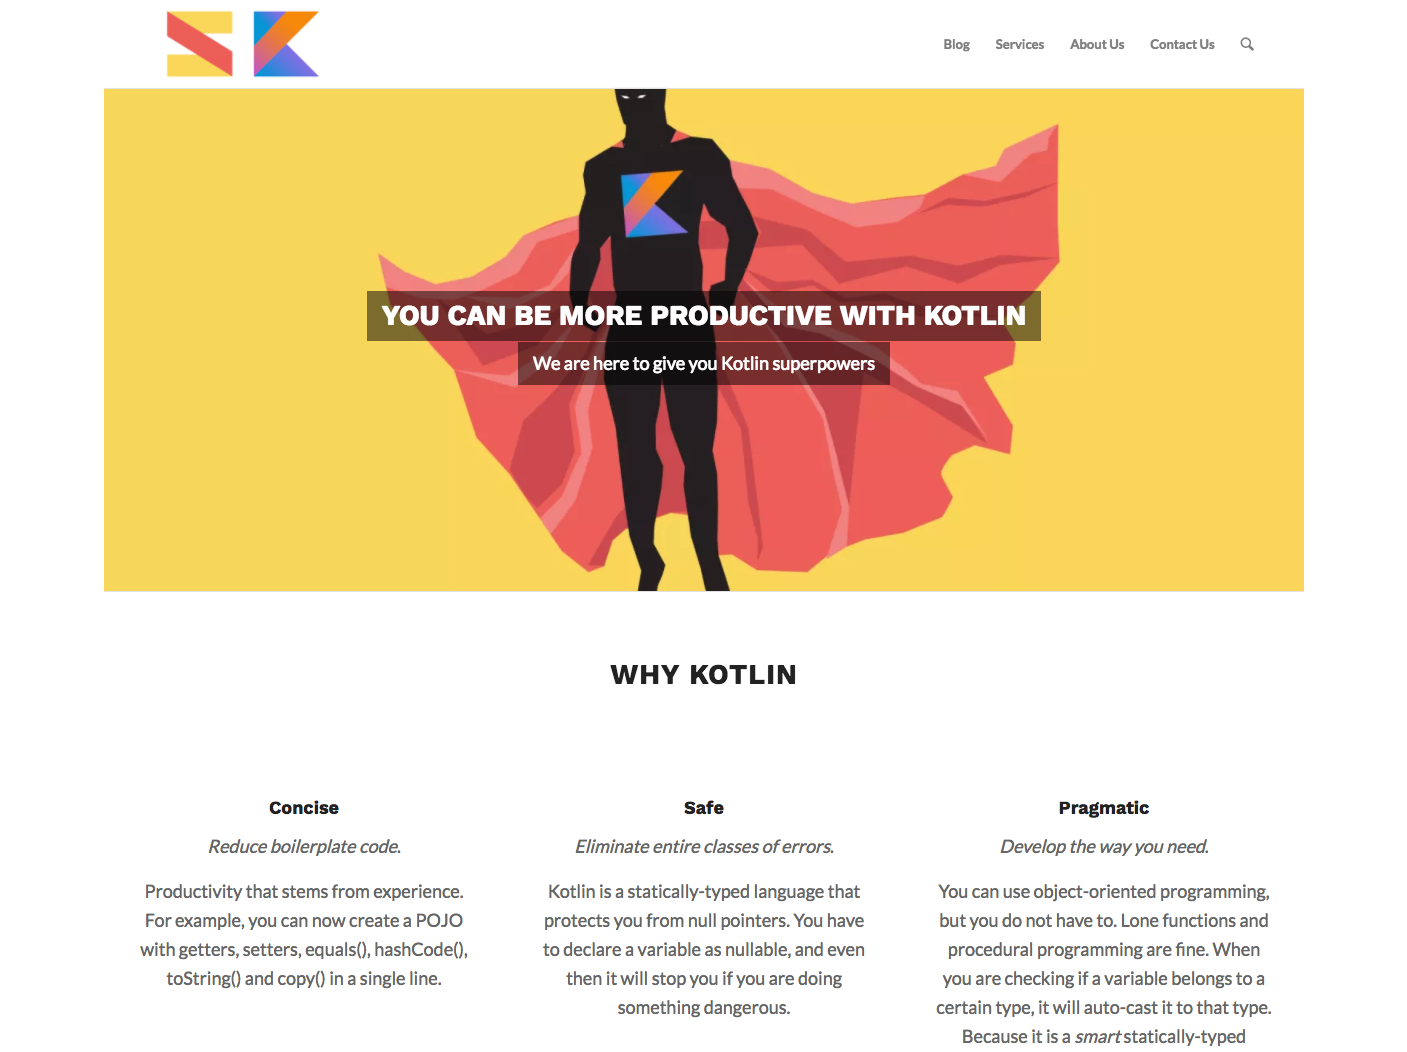 SK
Blog Services About Us Contact Us
YOU CAN BE MORE PRODUCTIVE WITH KOTLIN
We are here to give you Kotlin superpowers
WHY KOTLIN
Concise
Reduce boilerplate code.
Productivity that stems from experience.
For example, you can now create a POJO
with getters, setters, equals(), hashCode(),
toString() and copy() in a single line.
Safe
Eliminate entire classes of errors.
Kotlin is a statically-typed language that
protects you from null pointers. You have
to declare a variable as nullable, and even
then it will stop you if you are doing
something dangerous.
Pragmatic
Develop the way you need.
You can use object-oriented programming,
but you do not have to. Lone functions and
procedural programming are fine. When
you are checking if a variable belongs to a
certain type, it will auto-cast it to that type.
Because it is a smart statically-typed